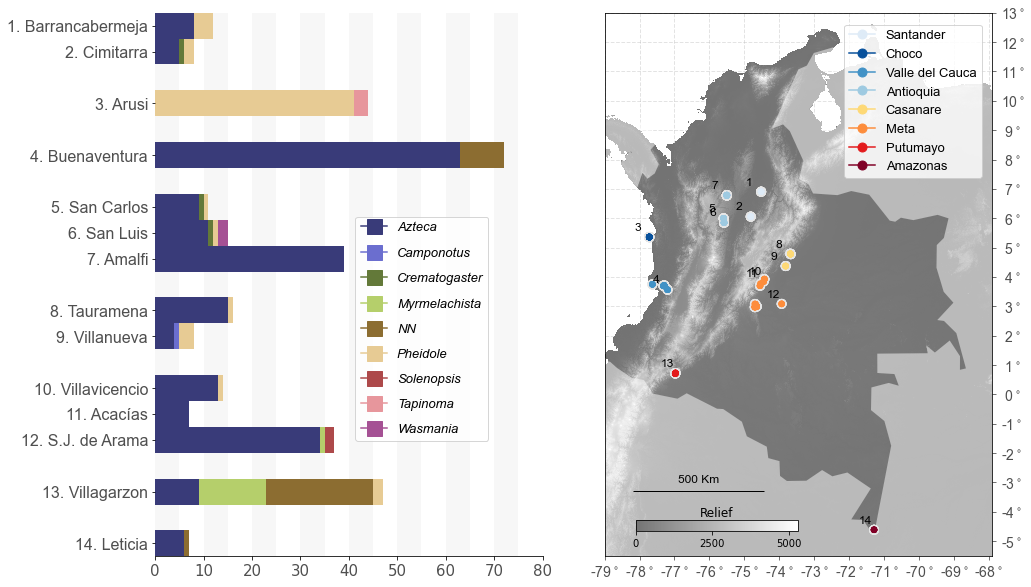 1. Barrancabermeja
2. Cimitarra
3. Arusi
4. Buenaventura
5. San Carlos
6. San Luis
7. Amalfi
8. Tauramena
9. Villanueva
10. Villavicencio
11. Acacías
12. S.J. de Arama
13. Villagarzon
14. Leticia
0 10 20 30 40 50 60 70 80
Azteca
Camponotus
Crematogaster
Myrmelachista
NN
Pheidole
Solenopsis
Tapinoma
Wasmania
Santander
Choco
Valle del Cauca
Antioquia
Casanare
Meta
Putumayo
Amazonas
1
7
2
5
6
3
8
9
4
10
11
12
13
14
500 Km
Relief
0 2500 5000
13°
12°
11°
10°
9°
8°
7°
6°
5°
4°
3°
2°
1°
0°
-1°
-2°
-3°
-4°
-5°
-79° -78° -77° -76° -75° -74° -73° -72° -71° -70° -69° -68°